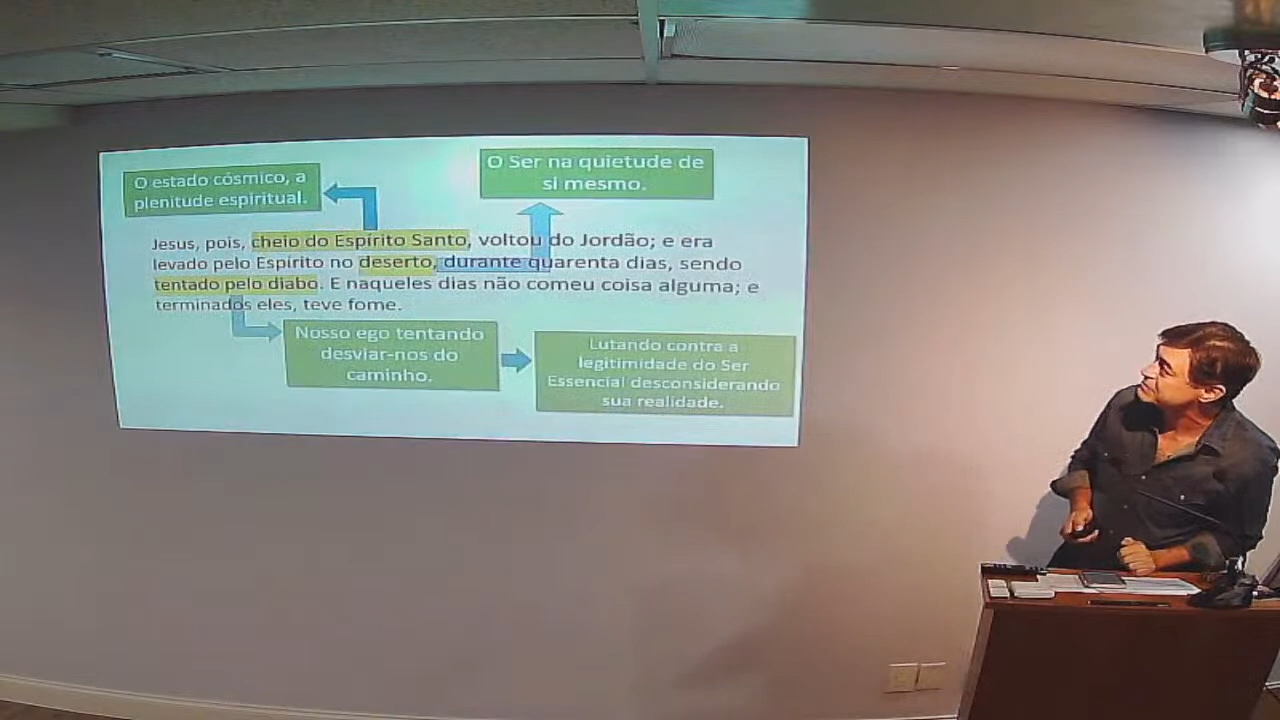 O estado cósmico, a
plenitude espiritual.
O Ser na quietude de
si mesmo.
Jesus, pois, cheio do Espírito Santo, voltou do Jordão; e era
levado pelo Espírito no deserto, durante quarenta dias, sendo
tentado pelo diabo. E naqueles dias não comeu coisa alguma; e
terminados eles, teve fome.
Nosso ego tentando
desviar-nos do
caminho.
Lutando contra a
legitimidade do Ser
Essencial desconsiderando
sua realidade.